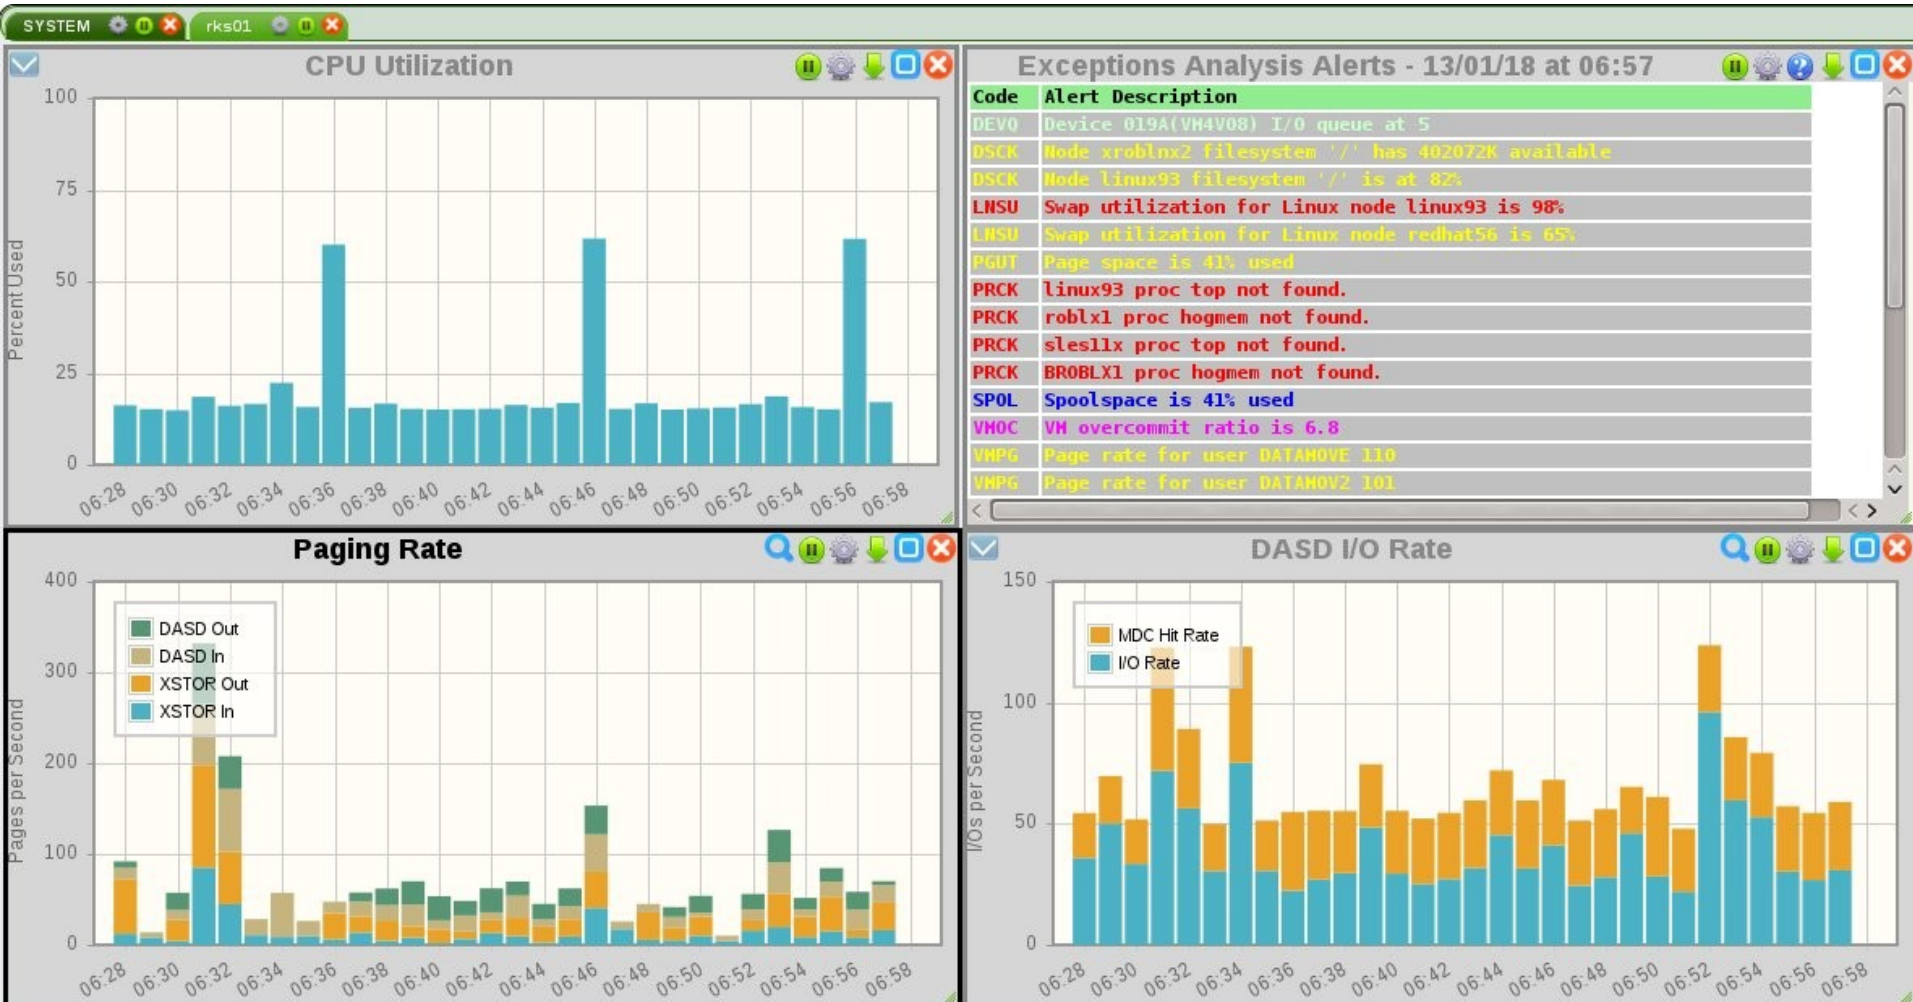 SYSTEM rks01
CPU Utilization
100
75
50
25
0
Percent Used
06:28 06:30 06:32 06:34 06:36 06:38 06:40 06:42 06:44 06:46 06:48 06:50 06:52 06:54 06:56 06:58
Exceptions Analysis Alerts - 13/01/18 at 06:57
Code Alert Description
DEVQ Device 019A(VM4V08) I/O queue at 5
DSCK Node xroblnx2 filesystem '/' has 402072K available
DSCK Node linux93 filesystem '/' is at 82%
LNSU Swap utilization for Linux node linux93 is 98%
LNSU Swap utilization for Linux node redhat56 is 65%
PGUT Page space is 41% used
PRCK linux93 proc top not found.
PRCK roblx1 proc hogmem not found.
PRCK sles11x proc top not found.
PRCK BROBLX1 proc hogmem not found.
SPOL Spoolspace is 41% used
VMOC VM overcommit ratio is 6.8
VMPG Page rate for user DATAMOVE 110
VMPG Page rate for user DATAMOV2 101
Paging Rate
400
300
200
100
0
Pages per Second
DASD Out
DASD In
XSTOR Out
XSTOR In
06:28 06:30 06:32 06:34 06:36 06:38 06:40 06:42 06:44 06:46 06:48 06:50 06:52 06:54 06:56 06:58
DASD I/O Rate
150
100
50
0
I/Os per Second
MDC Hit Rate
I/O Rate
06:28 06:30 06:32 06:34 06:36 06:38 06:40 06:42 06:44 06:46 06:48 06:50 06:52 06:54 06:56 06:58